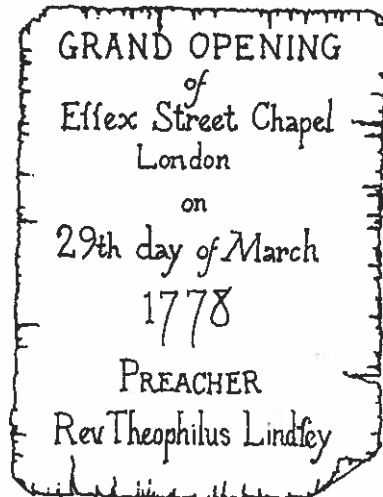 GRAND OPENING
of
Eſſex Street Chapel
London
on
29th day of March
1778
PREACHER
Rev Theophilus Lindſey